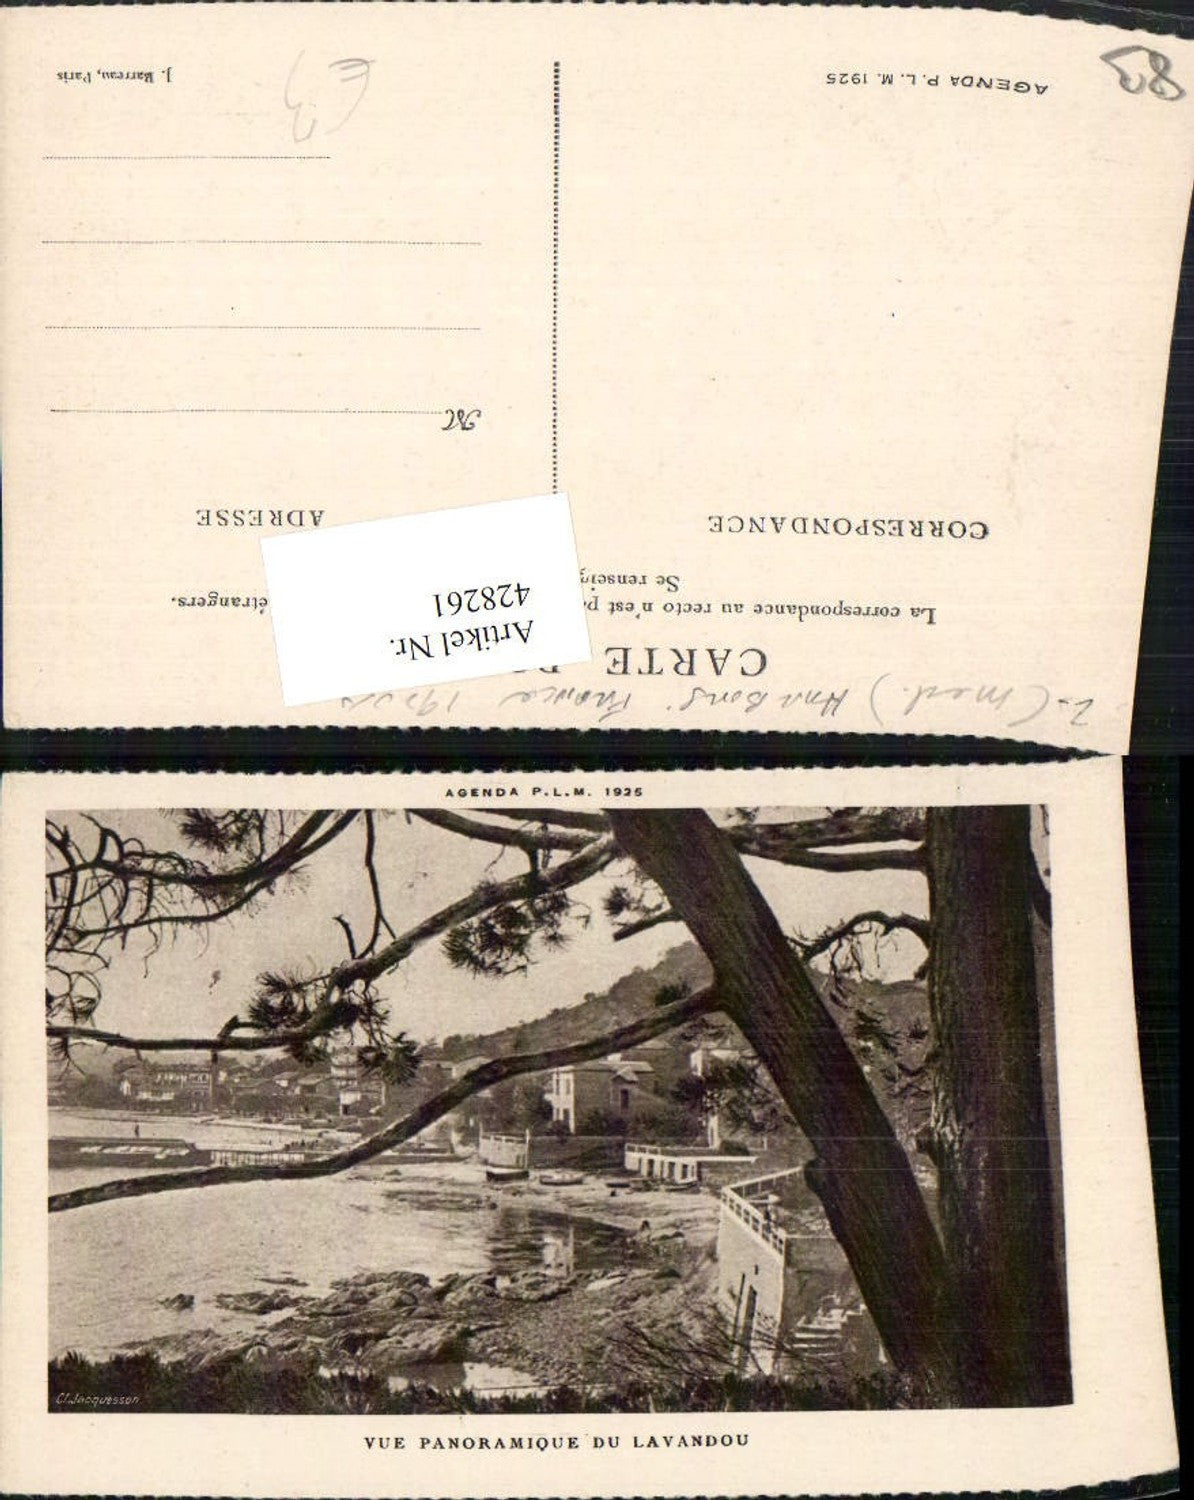 J. Barreau, Paris
AGENDA P. L. M. 1925
83
M
ADRESSE
CORRESPONDANCE
Se renseig
La correspondance au recto n'est p
étrangers.
CARTE P
Artikel Nr.
428261
AGENDA P.L.M. 1925
Cl. Jacquesson
VUE PANORAMIQUE DU LAVANDOU